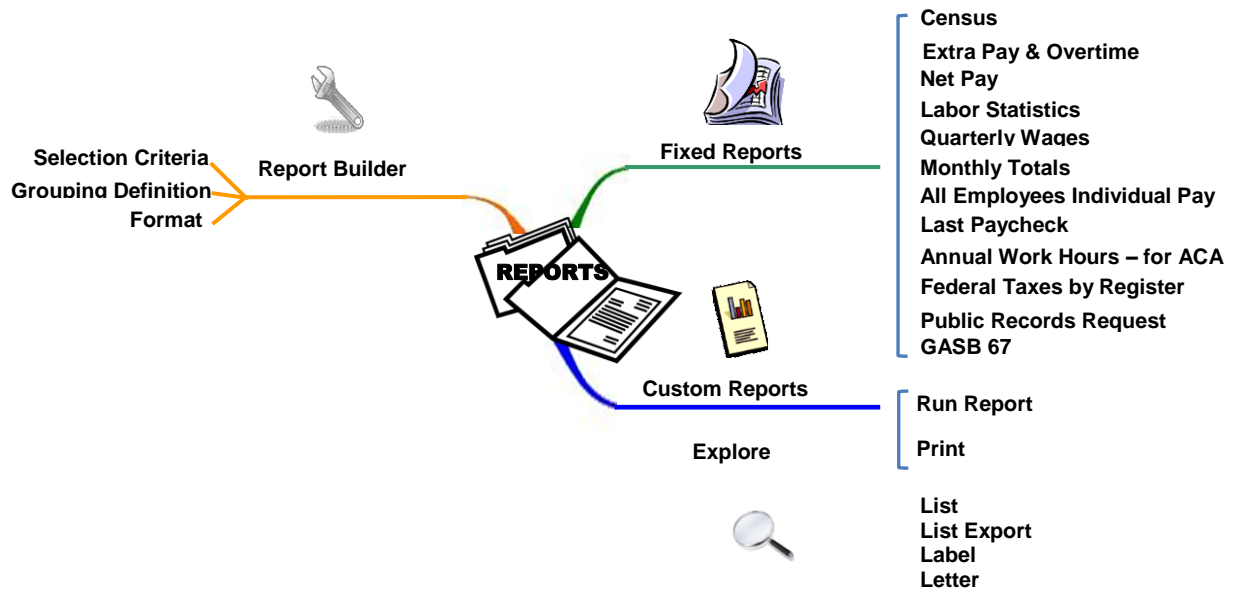 Selection Criteria
Grouping Definition
Format
Report Builder
REPORTS
Fixed Reports
Census
Extra Pay & Overtime
Net Pay
Labor Statistics
Quarterly Wages
Monthly Totals
All Employees Individual Pay
Last Paycheck
Annual Work Hours – for ACA
Federal Taxes by Register
Public Records Request
GASB 67
Custom Reports
Run Report
Print
Explore
List
List Export
Label
Letter